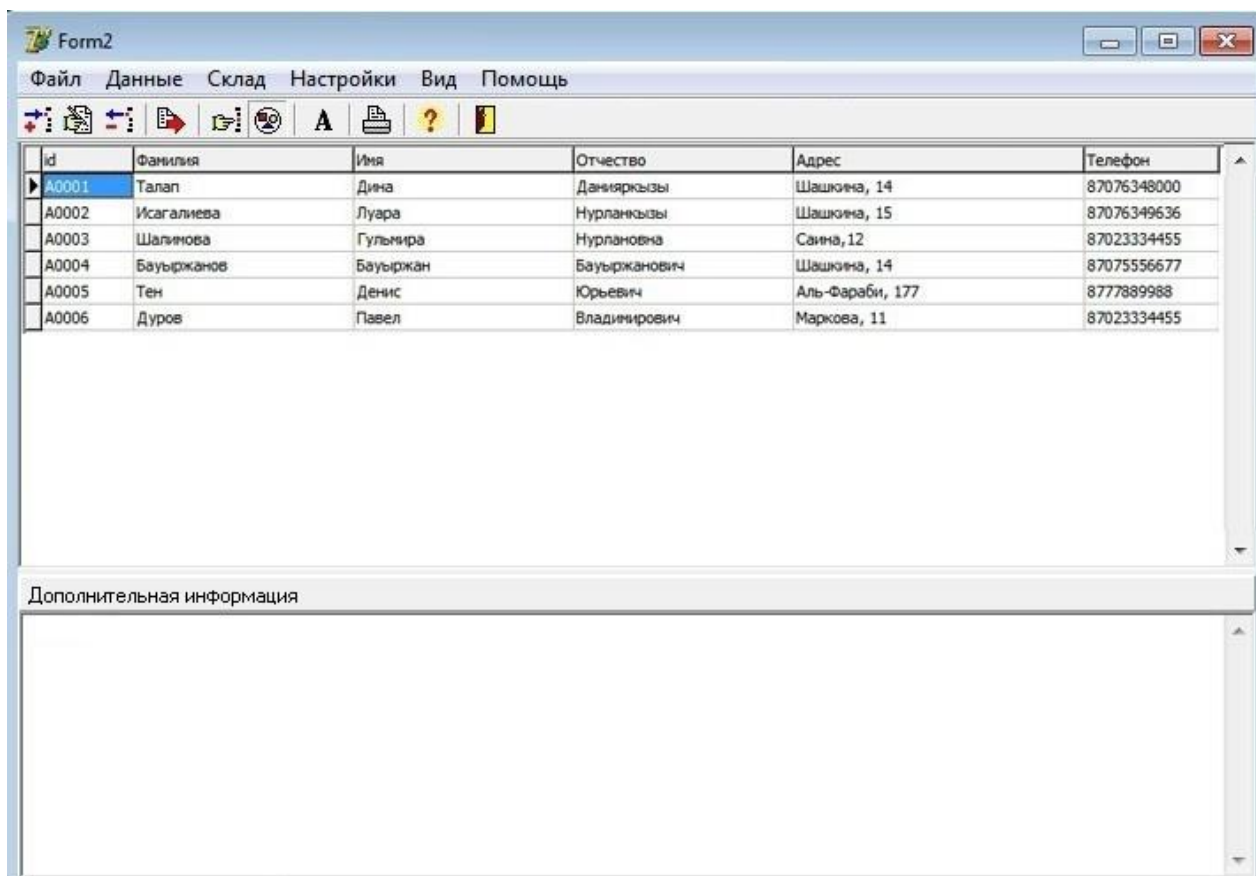 Form2
Файл Данные Склад Настройки Вид Помощь
A ?
id Фамилия Имя Отчество Адрес Телефон
A0001 Талап Дина Данияркызы Шашкина, 14 87076348000
A0002 Исагалиева Луара Нурланкызы Шашкина, 15 87076349636
A0003 Шалимова Гульмира Нурлановна Саина,12 87023334455
A0004 Бауыржанов Бауыржан Бауыржанович Шашкина, 14 87075556677
A0005 Тен Денис Юрьевич Аль-Фараби, 177 8777889988
A0006 Дуров Павел Владимирович Маркова, 11 87023334455
Дополнительная информация